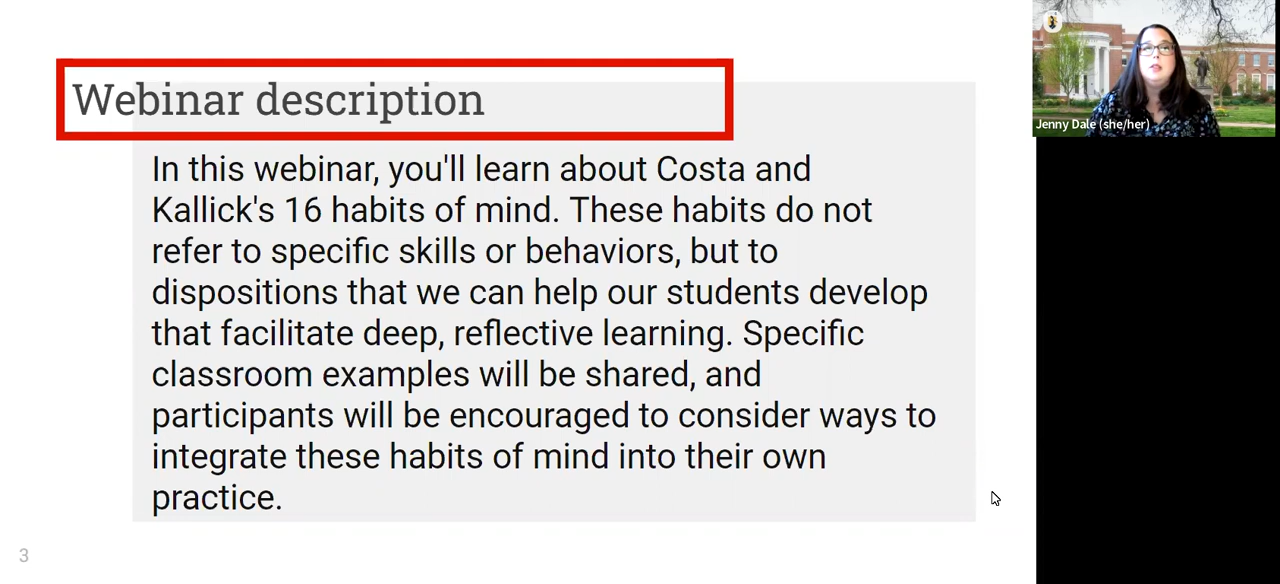 Webinar description
In this webinar, you'll learn about Costa and
Kallick's 16 habits of mind. These habits do not
refer to specific skills or behaviors, but to
dispositions that we can help our students develop
that facilitate deep, reflective learning. Specific
classroom examples will be shared, and
participants will be encouraged to consider ways to
integrate these habits of mind into their own
practice.
3
Jenny Dale (she/her)